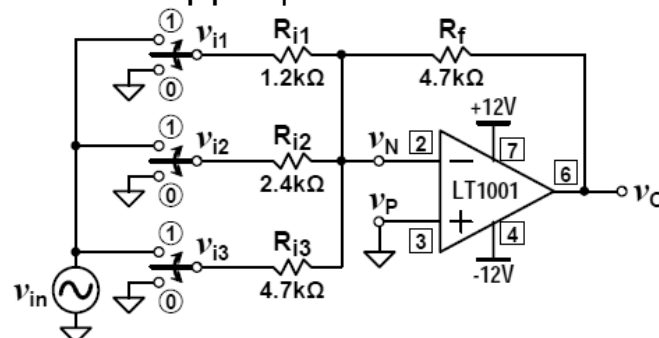 ① v_i1 R_i1 R_f
1.2kΩ 4.7kΩ
⓪
+12V
① v_i2 R_i2 v_N 2 7
2.4kΩ LT1001 6 v_O
⓪ v_P
3 4
① v_i3 R_i3 -12V
4.7kΩ
v_in ⓪